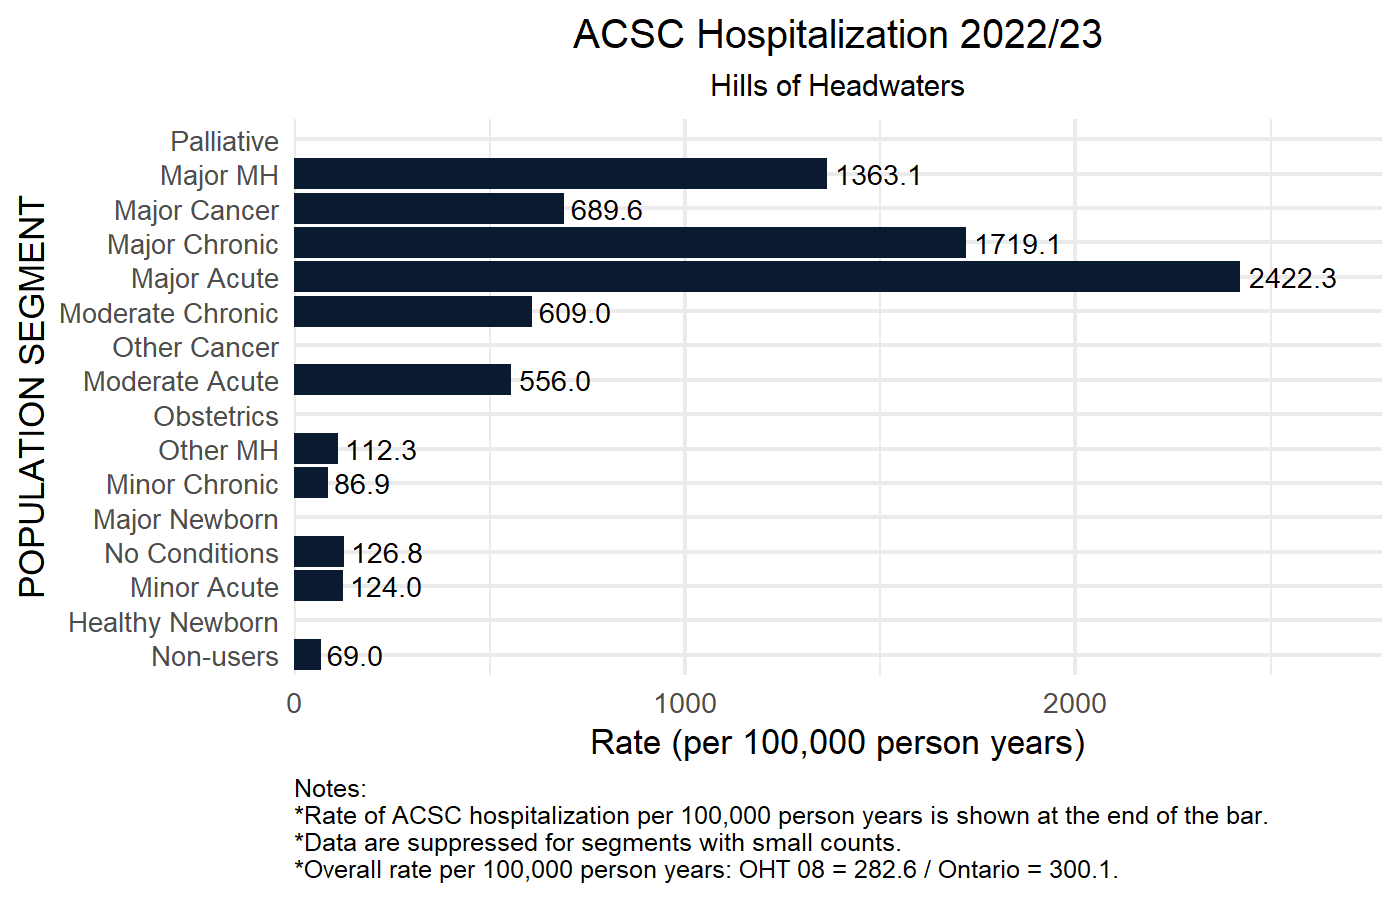 ACSC Hospitalization 2022/23
Hills of Headwaters
POPULATION SEGMENT
Palliative
Major MH 1363.1
Major Cancer 689.6
Major Chronic 1719.1
Major Acute 2422.3
Moderate Chronic 609.0
Other Cancer
Moderate Acute 556.0
Obstetrics
Other MH 112.3
Minor Chronic 86.9
Major Newborn
No Conditions 126.8
Minor Acute 124.0
Healthy Newborn
Non-users 69.0
0 1000 2000
Rate (per 100,000 person years)
Notes:
*Rate of ACSC hospitalization per 100,000 person years is shown at the end of the bar.
*Data are suppressed for segments with small counts.
*Overall rate per 100,000 person years: OHT 08 = 282.6 / Ontario = 300.1.